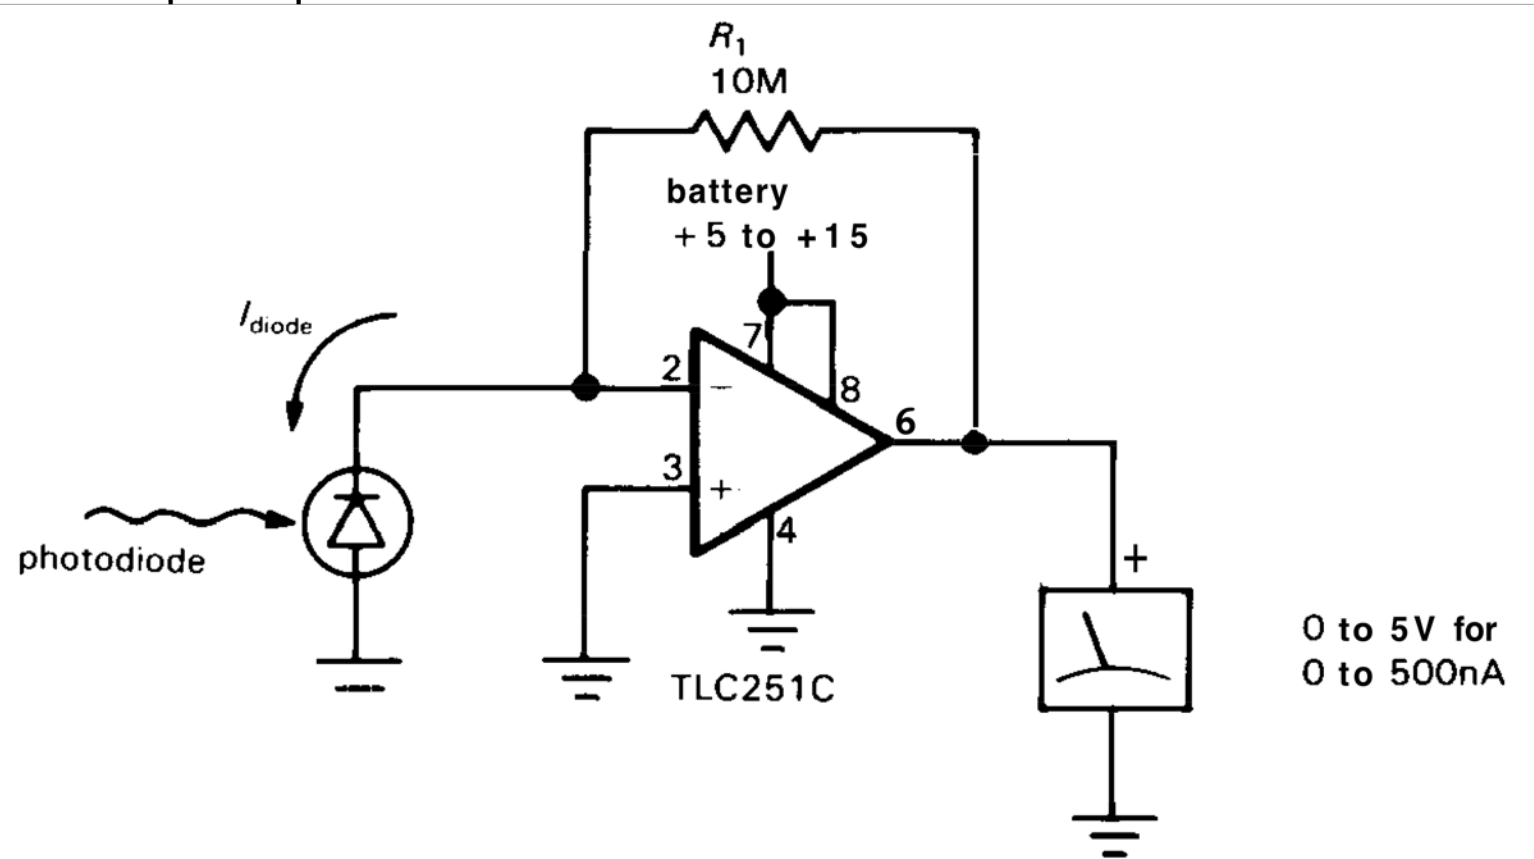 R1
10M
battery
+5 to +15
Idiode
7
2
8
6
−
3
+
4
+
photodiode
0 to 5V for
0 to 500nA
TLC251C